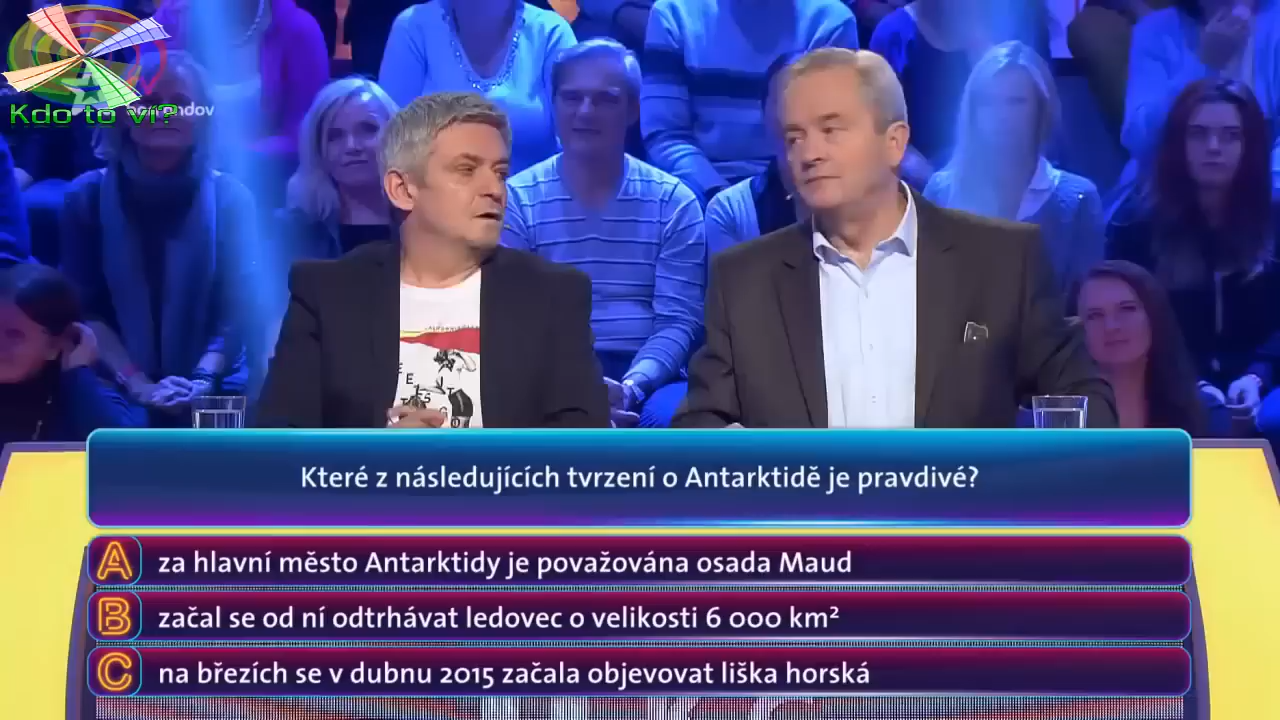 Kdo to ví?
Které z následujících tvrzení o Antarktidě je pravdivé?
A za hlavní město Antarktidy je považována osada Maud
B začal se od ní odtrhávat ledovec o velikosti 6 000 km²
C na březích se v dubnu 2015 začala objevovat liška horská